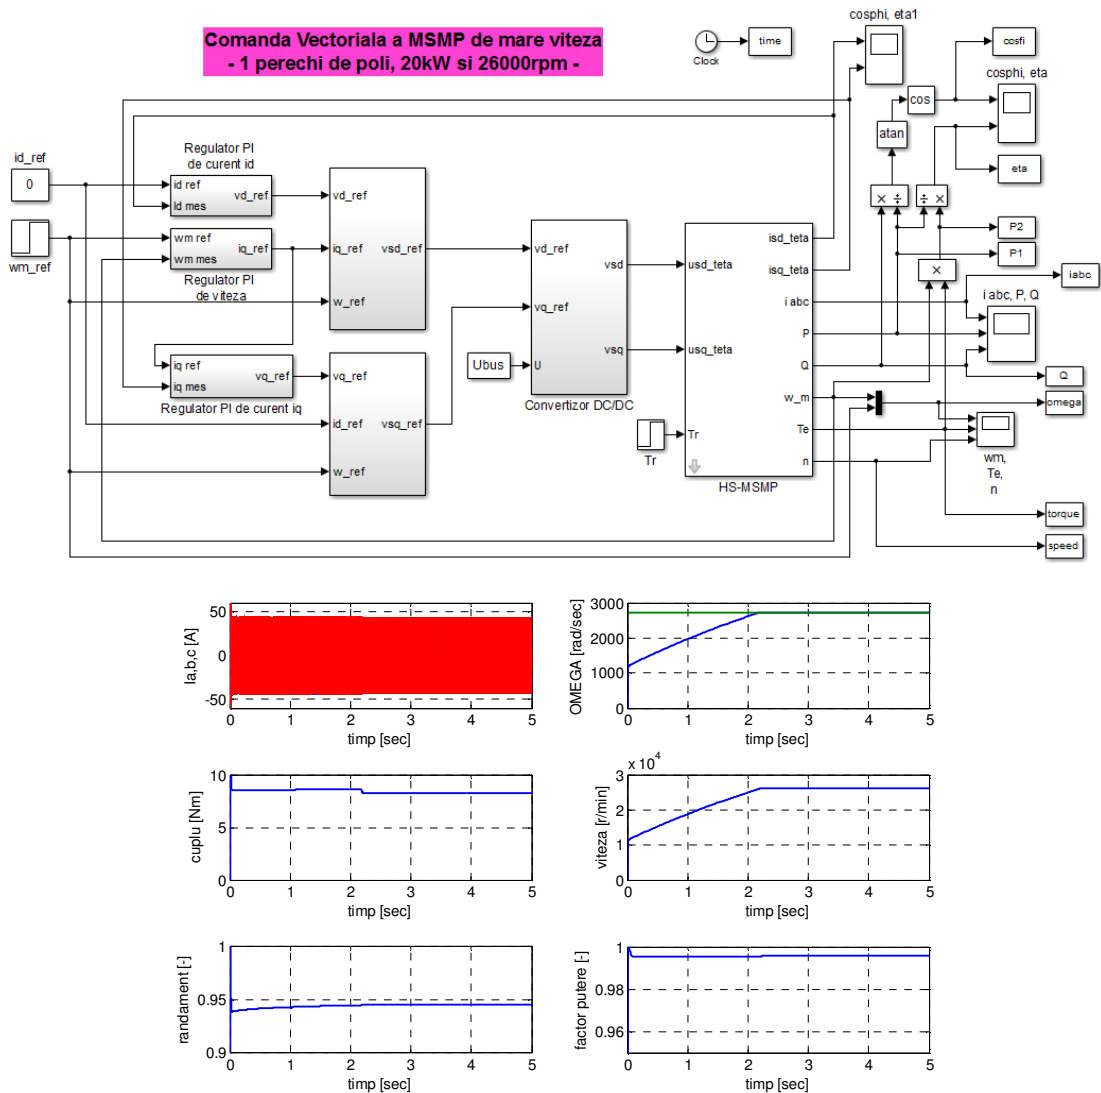 Comanda Vectoriala a MSMP de mare viteza
- 1 perechi de poli, 20kW si 26000rpm -
Clock
time
cosphi, eta1
cosfi
cosphi, eta
cos
atan
eta
× ÷
÷ ×
P2
P1
×
iabc
i abc, P, Q
Q
omega
wm,
Te,
n
torque
speed
id_ref
0
wm_ref
Regulator PI
de curent id
id ref
Id mes
vd_ref
wm ref
wm mes
iq_ref
Regulator PI
de viteza
iq ref
iq mes
vq_ref
Regulator PI de curent iq
vd_ref
iq_ref
w_ref
vsd_ref
vq_ref
id_ref
w_ref
vsq_ref
Ubus
vd_ref
vq_ref
U
vsd
vsq
Convertizor DC/DC
Tr
usd_teta
usq_teta
Tr
isd_teta
isq_teta
i abc
P
Q
w_m
Te
n
HS-MSMP
Ia,b,c [A]
50
0
-50
0 1 2 3 4 5
timp [sec]
OMEGA [rad/sec]
3000
2000
1000
0
0 1 2 3 4 5
timp [sec]
cuplu [Nm]
10
5
0
0 1 2 3 4 5
timp [sec]
viteza [r/min]
x 10^4
3
2
1
0
0 1 2 3 4 5
timp [sec]
randament [-]
1
0.95
0.9
0 1 2 3 4 5
timp [sec]
factor putere [-]
1
0.98
0.96
0 1 2 3 4 5
timp [sec]